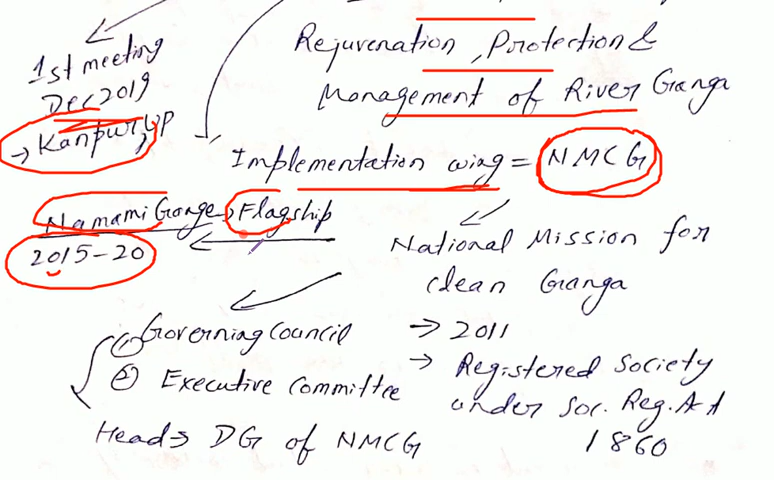 Rejuvenation, Protection &
Management of River Ganga
1st meeting
Dec 2019
→ Kanpur, UP
Implementation wing = NMCG
Namami Gange → Flagship
2015-20
National Mission for
clean Ganga
→ 2011
→ Registered Society
under Soc. Reg. Act
1860
① Governing Council
② Executive Committee
Heads DG of NMCG